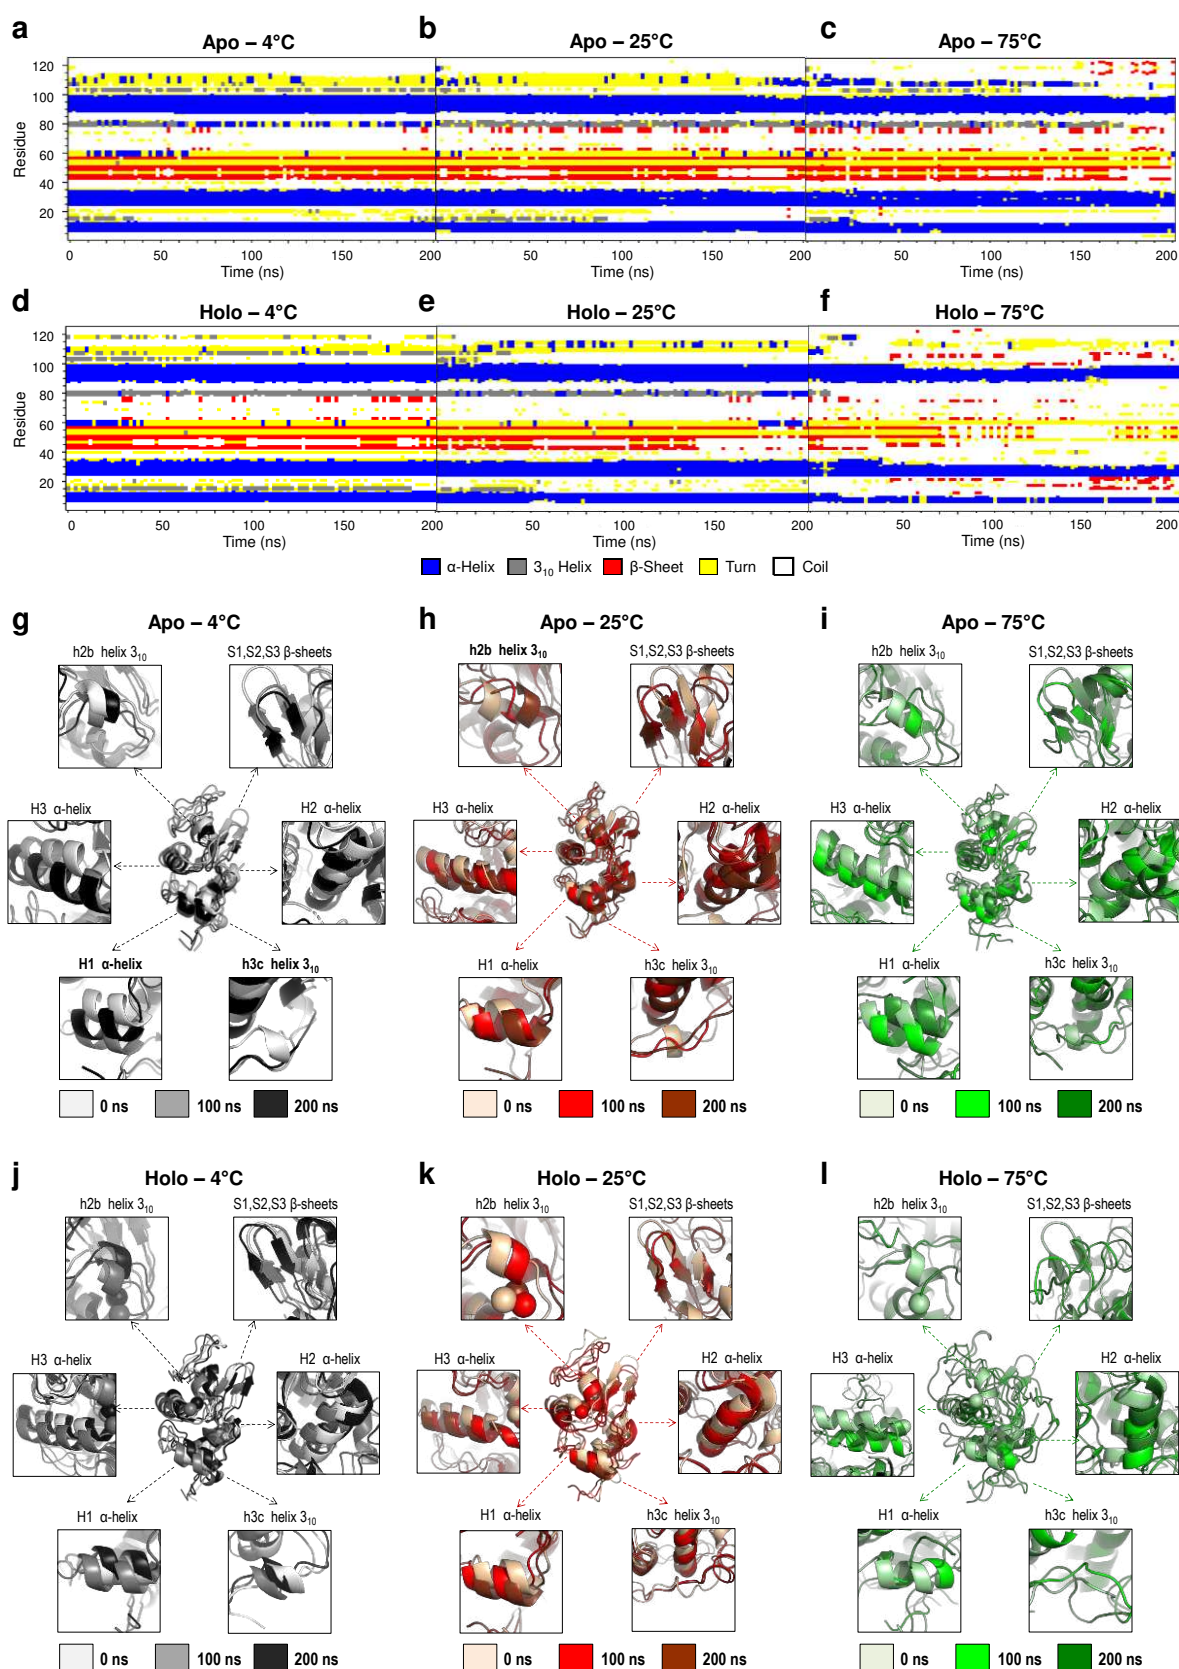 a b c
Apo – 4°C Apo – 25°C Apo – 75°C
120
100
80
60
40
20
Residue
0 50 100 150 200 50 100 150 200 50 100 150 200
Time (ns) Time (ns) Time (ns)
d e f
Holo – 4°C Holo – 25°C Holo – 75°C
120
100
80
60
40
20
Residue
0 50 100 150 200 50 100 150 200 50 100 150 200
Time (ns) Time (ns) Time (ns)
α-Helix 3₁₀ Helix β-Sheet Turn Coil
g h i
Apo – 4°C Apo – 25°C Apo – 75°C
h2b helix 3₁₀ S1,S2,S3 β-sheets h2b helix 3₁₀ S1,S2,S3 β-sheets h2b helix 3₁₀ S1,S2,S3 β-sheets
H3 α-helix H2 α-helix H3 α-helix H2 α-helix H3 α-helix H2 α-helix
H1 α-helix h3c helix 3₁₀ H1 α-helix h3c helix 3₁₀ H1 α-helix h3c helix 3₁₀
0 ns 100 ns 200 ns 0 ns 100 ns 200 ns 0 ns 100 ns 200 ns
j k l
Holo – 4°C Holo – 25°C Holo – 75°C
h2b helix 3₁₀ S1,S2,S3 β-sheets h2b helix 3₁₀ S1,S2,S3 β-sheets h2b helix 3₁₀ S1,S2,S3 β-sheets
H3 α-helix H2 α-helix H3 α-helix H2 α-helix H3 α-helix H2 α-helix
H1 α-helix h3c helix 3₁₀ H1 α-helix h3c helix 3₁₀ H1 α-helix h3c helix 3₁₀
0 ns 100 ns 200 ns 0 ns 100 ns 200 ns 0 ns 100 ns 200 ns